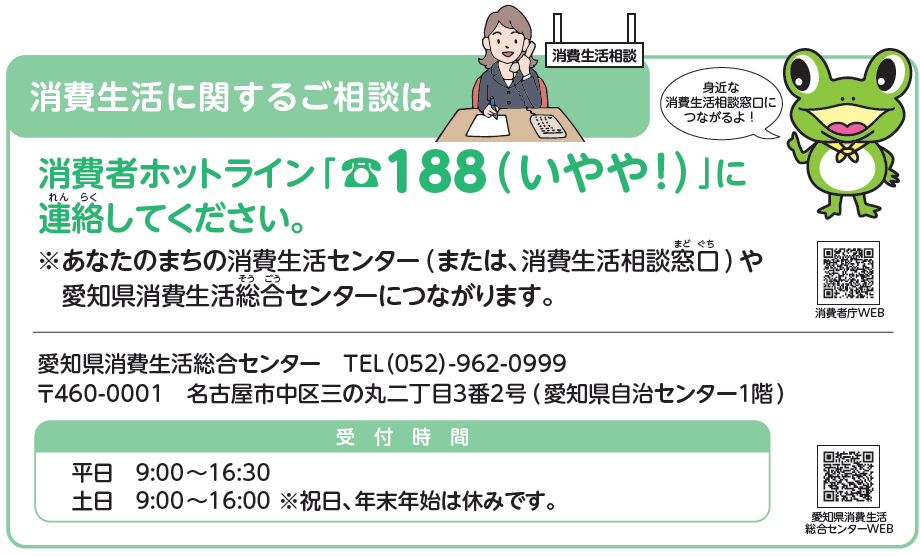 消費生活相談
消費生活に関するご相談は
身近な
消費生活相談窓口に
つながるよ！
消費者ホットライン「☎188（いやや！）」に
れん らく
連絡してください。
まど ぐち
※あなたのまちの消費生活センター（または、消費生活相談窓口）や
そう ごう
愛知県消費生活総合センターにつながります。
消費者庁WEB
愛知県消費生活総合センター　TEL(052)-962-0999
〒460-0001　名古屋市中区三の丸二丁目3番2号（愛知県自治センター1階）
受付時間
平日　9:00～16:30
土日　9:00～16:00 ※祝日、年末年始は休みです。
愛知県消費生活
総合センターWEB